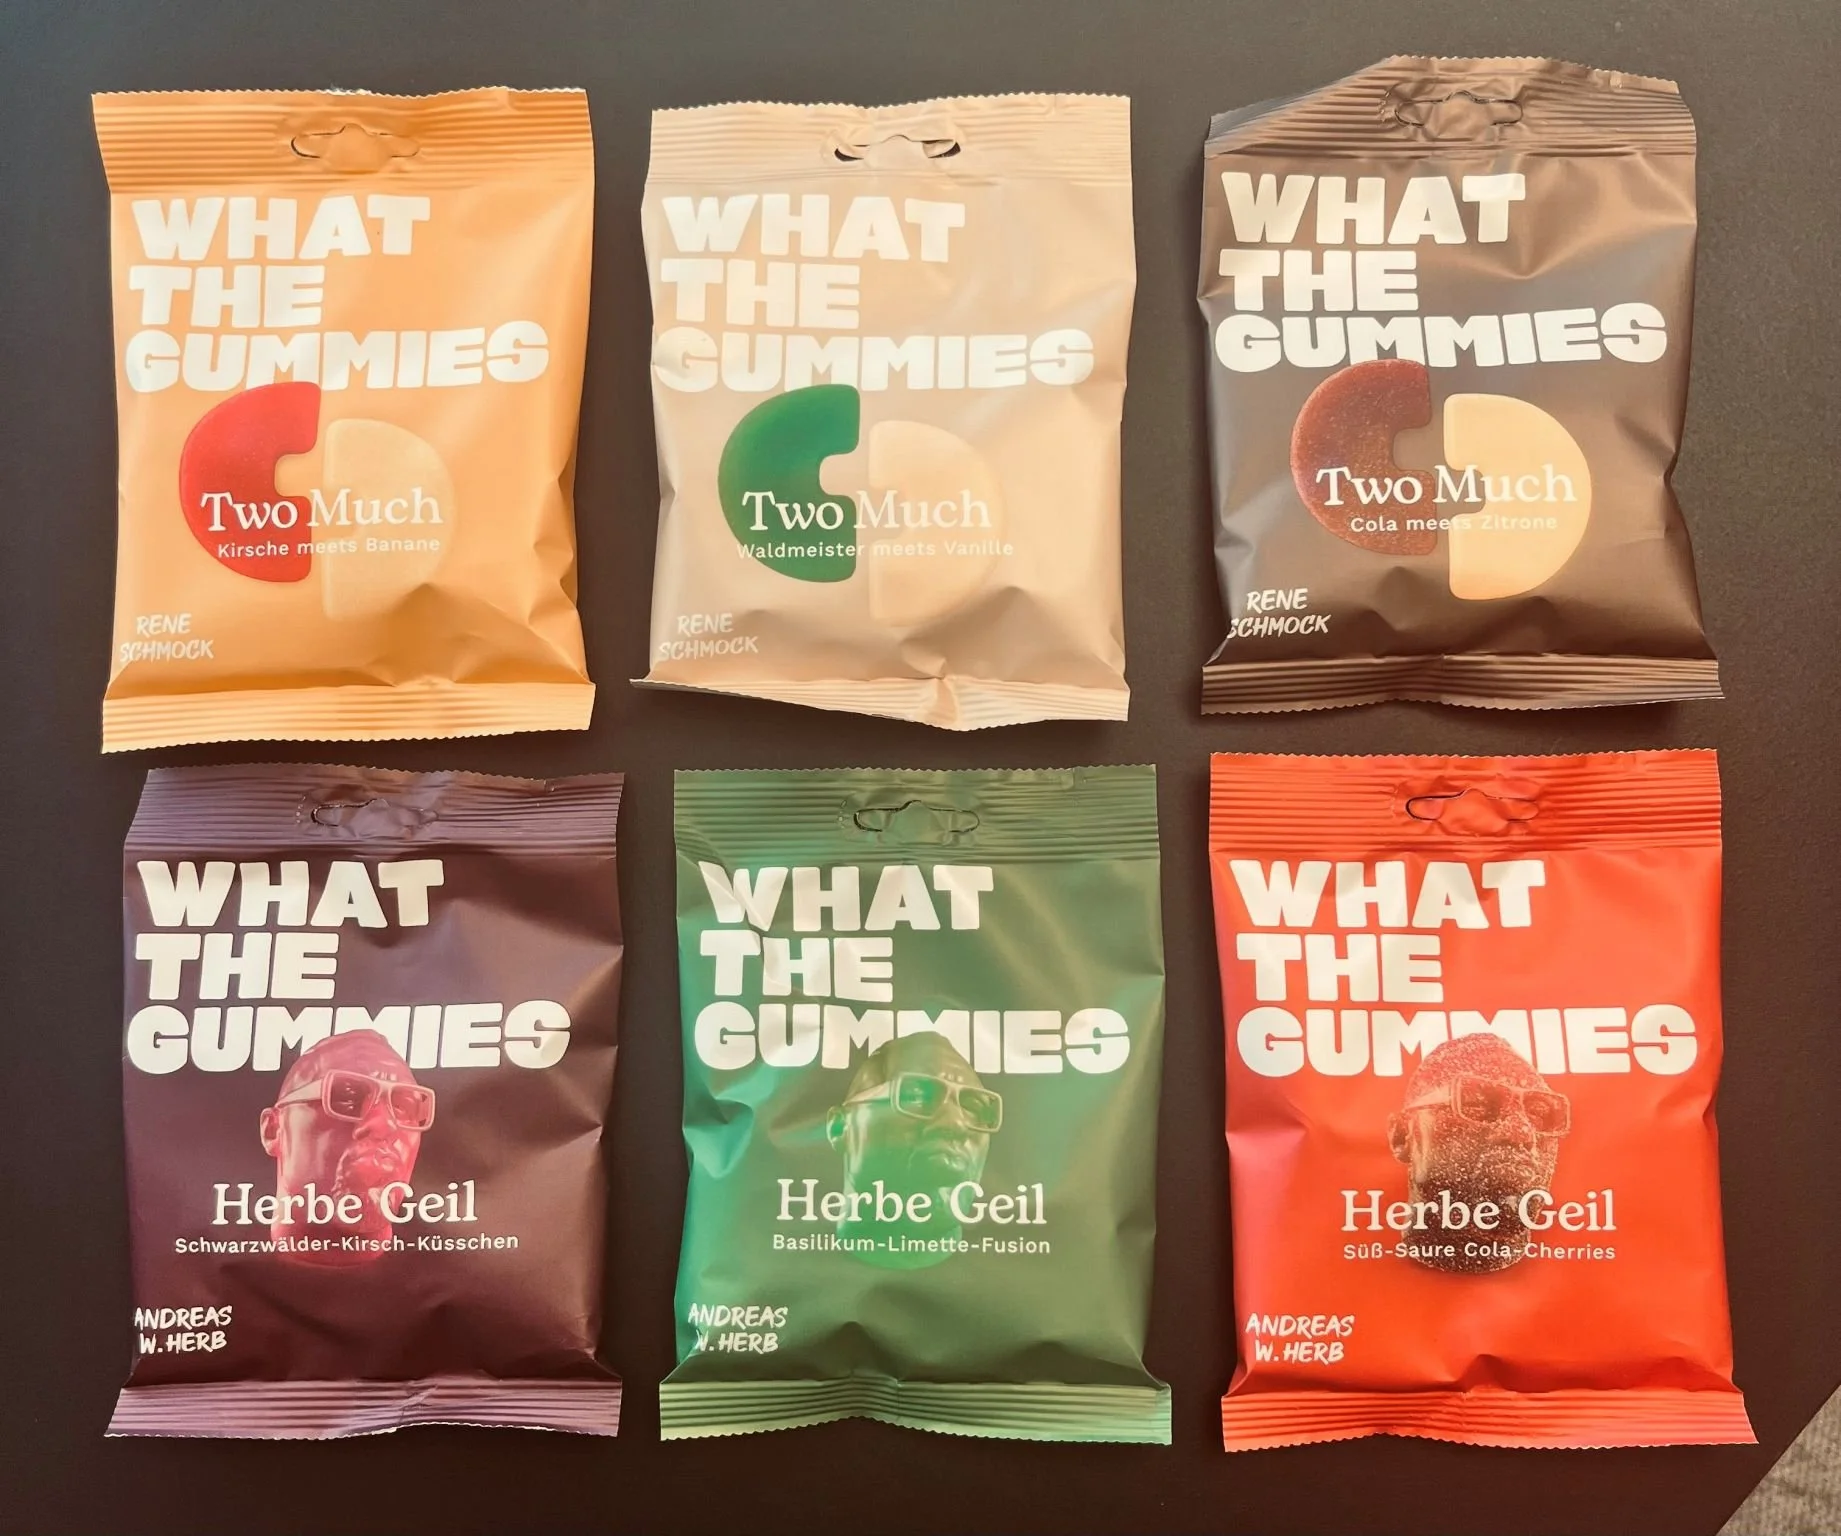 WHAT
THE
GUMMIES
Two Much
Kirsche meets Banane
RENE
SCHMOCK
WHAT
THE
GUMMIES
Two Much
Waldmeister meets Vanille
RENE
SCHMOCK
WHAT
THE
GUMMIES
Two Much
Cola meets Zitrone
RENE
SCHMOCK
WHAT
THE
GUMMIES
Herbe Geil
Schwarzwälder-Kirsch-Küsschen
ANDREAS
W. HERB
WHAT
THE
GUMMIES
Herbe Geil
Basilikum-Limette-Fusion
ANDREAS
W. HERB
WHAT
THE
GUMMIES
Herbe Geil
Süß-Saure Cola-Cherries
ANDREAS
W. HERB